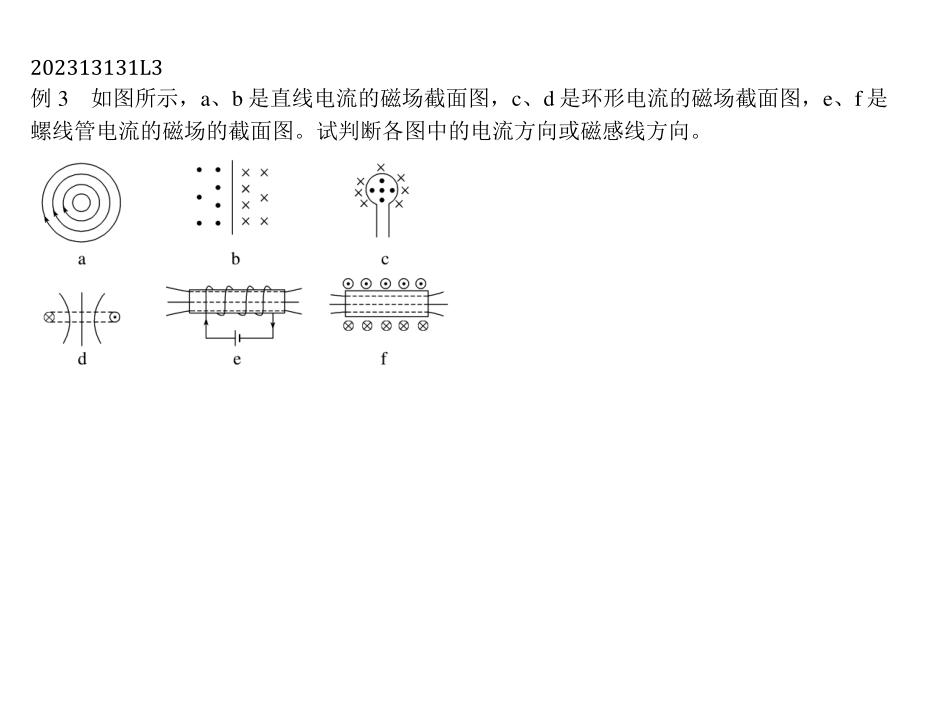 202313131L3
例 3　如图所示，a、b 是直线电流的磁场截面图，c、d 是环形电流的磁场截面图，e、f 是
螺线管电流的磁场的截面图。试判断各图中的电流方向或磁感线方向。
a
b
c
d
e
f